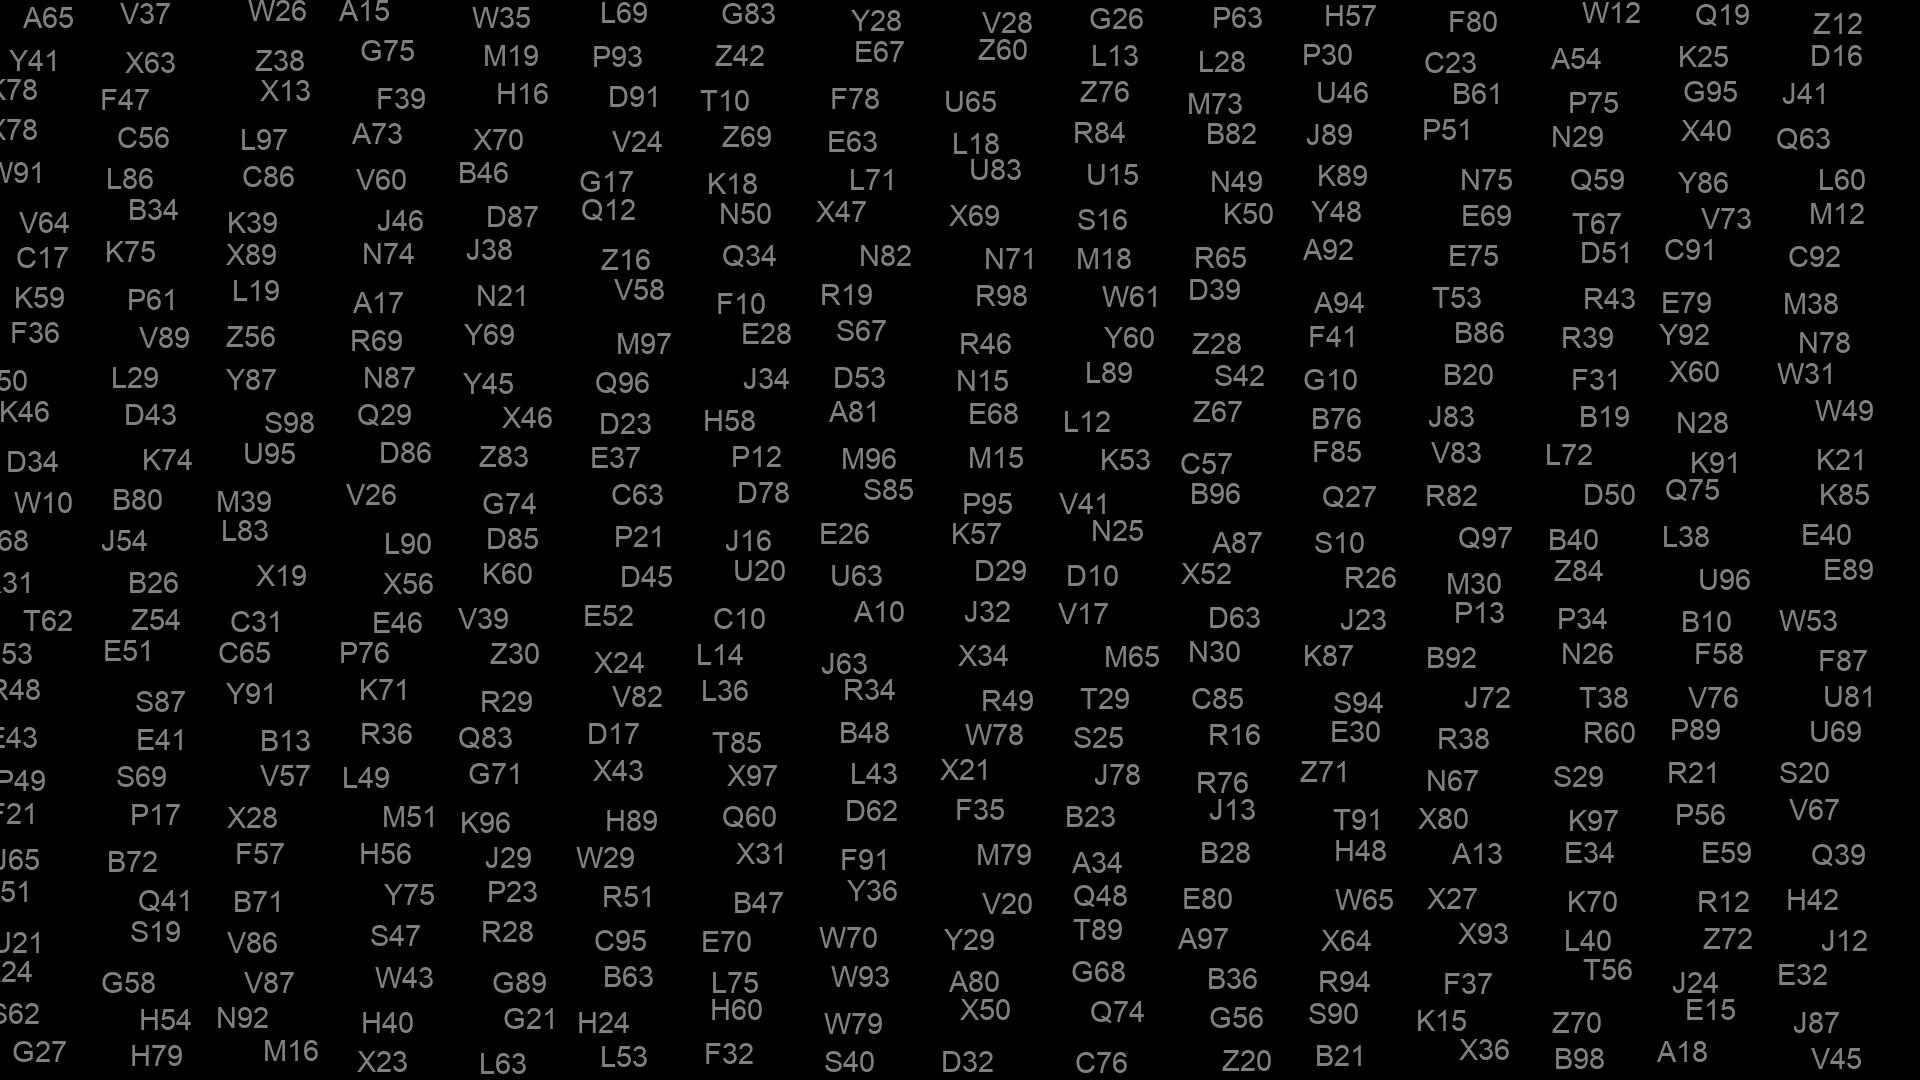 A65 V37 W26 A15 W35 L69 G83 Y28 V28 G26 P63 H57 F80 W12 Q19 Z12
Y41 X63 Z38 G75 M19 P93 Z42 E67 Z60 L13 L28 P30 C23 A54 K25 D16
K78 F47 X13 F39 H16 D91 T10 F78 U65 Z76 M73 U46 B61 P75 G95 J41
X78 C56 L97 A73 X70 V24 Z69 E63 L18 R84 B82 J89 P51 N29 X40 Q63
W91 L86 C86 V60 B46 G17 K18 L71 U83 U15 N49 K89 N75 Q59 Y86 L60
V64 B34 K39 J46 D87 Q12 N50 X47 X69 S16 K50 Y48 E69 T67 V73 M12
C17 K75 X89 N74 J38 Z16 Q34 N82 N71 M18 R65 A92 E75 D51 C91 C92
K59 P61 L19 A17 N21 V58 F10 R19 R98 W61 D39 A94 T53 R43 E79 M38
F36 V89 Z56 R69 Y69 M97 E28 S67 R46 Y60 Z28 F41 B86 R39 Y92 N78
50 L29 Y87 N87 Y45 Q96 J34 D53 N15 L89 S42 G10 B20 F31 X60 W31
K46 D43 S98 Q29 X46 D23 H58 A81 E68 L12 Z67 B76 J83 B19 N28 W49
D34 K74 U95 D86 Z83 E37 P12 M96 M15 K53 C57 F85 V83 L72 K91 K21
W10 B80 M39 V26 G74 C63 D78 S85 P95 V41 B96 Q27 R82 D50 Q75 K85
68 J54 L83 L90 D85 P21 J16 E26 K57 N25 A87 S10 Q97 B40 L38 E40
31 B26 X19 X56 K60 D45 U20 U63 D29 D10 X52 R26 M30 Z84 U96 E89
T62 Z54 C31 E46 V39 E52 C10 A10 J32 V17 D63 J23 P13 P34 B10 W53
53 E51 C65 P76 Z30 X24 L14 J63 X34 M65 N30 K87 B92 N26 F58 F87
R48 S87 Y91 K71 R29 V82 L36 R34 R49 T29 C85 S94 J72 T38 V76 U81
E43 E41 B13 R36 Q83 D17 T85 B48 W78 S25 R16 E30 R38 R60 P89 U69
P49 S69 V57 L49 G71 X43 X97 L43 X21 J78 R76 Z71 N67 S29 R21 S20
F21 P17 X28 M51 K96 H89 Q60 D62 F35 B23 J13 T91 X80 K97 P56 V67
J65 B72 F57 H56 J29 W29 X31 F91 M79 A34 B28 H48 A13 E34 E59 Q39
51 Q41 B71 Y75 P23 R51 B47 Y36 V20 Q48 E80 W65 X27 K70 R12 H42
U21 S19 V86 S47 R28 C95 E70 W70 Y29 T89 A97 X64 X93 L40 Z72 J12
24 G58 V87 W43 G89 B63 L75 W93 A80 G68 B36 R94 F37 T56 J24 E32
S62 H54 N92 H40 G21 H24 H60 W79 X50 Q74 G56 S90 K15 Z70 E15 J87
G27 H79 M16 X23 L63 L53 F32 S40 D32 C76 Z20 B21 X36 B98 A18 V45